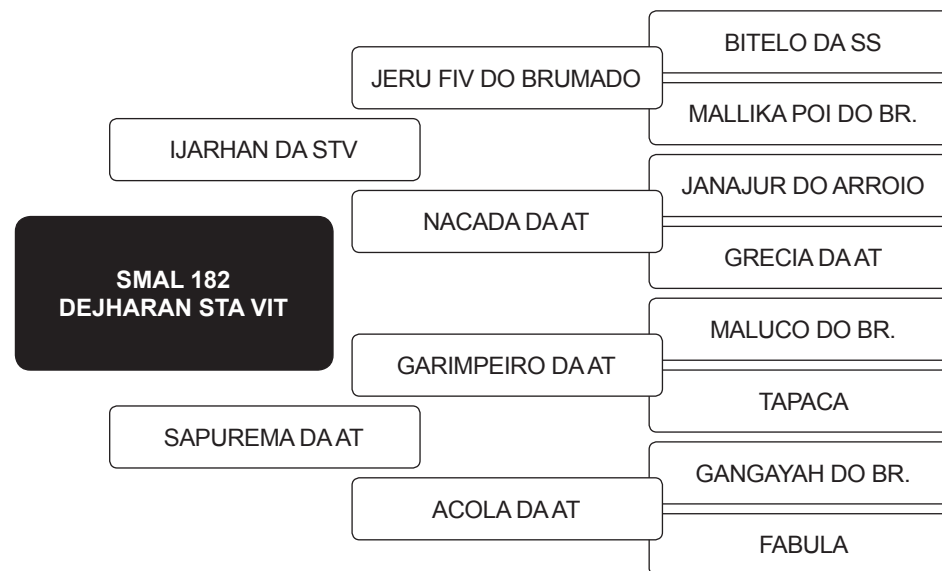 BITELO DA SS
JERU FIV DO BRUMADO
MALLIKA POI DO BR.
IJARHAN DA STV
JANAJUR DO ARROIO
NACADA DA AT
GRECIA DA AT
SMAL 182
DEJHARAN STA VIT
MALUCO DO BR.
GARIMPEIRO DA AT
TAPACA
SAPUREMA DA AT
GANGAYAH DO BR.
ACOLA DA AT
FABULA